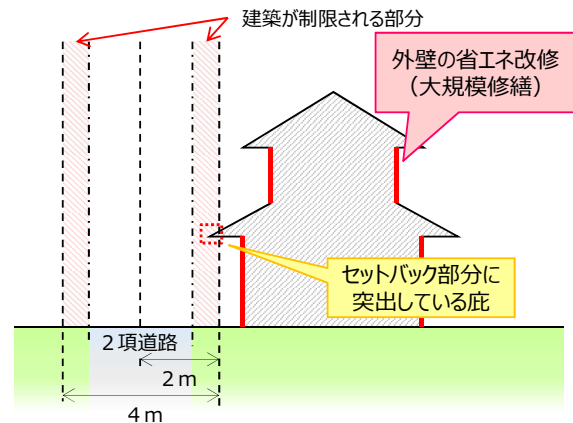 建築が制限される部分
外壁の省エネ改修
（大規模修繕）
セットバック部分に
突出している庇
２項道路
２ｍ
４ｍ